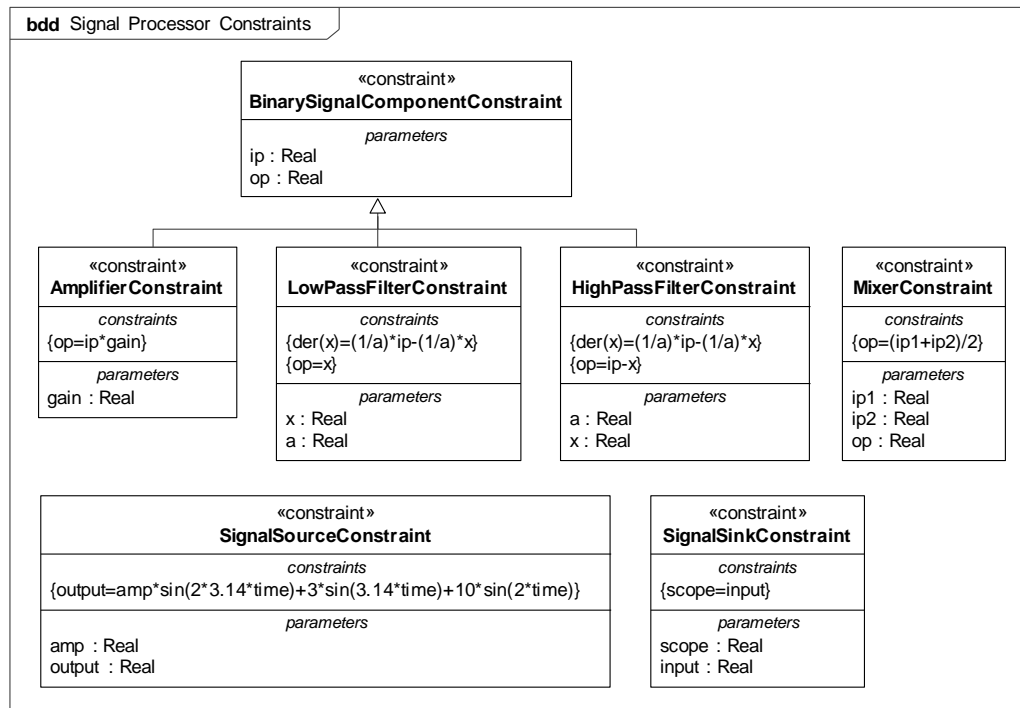 bdd Signal Processor Constraints
«constraint»
BinarySignalComponentConstraint
parameters
ip : Real
op : Real
«constraint»
AmplifierConstraint
constraints
{op=ip*gain}
parameters
gain : Real
«constraint»
LowPassFilterConstraint
constraints
{der(x)=(1/a)*ip-(1/a)*x}
{op=x}
parameters
x : Real
a : Real
«constraint»
HighPassFilterConstraint
constraints
{der(x)=(1/a)*ip-(1/a)*x}
{op=ip-x}
parameters
a : Real
x : Real
«constraint»
MixerConstraint
constraints
{op=(ip1+ip2)/2}
parameters
ip1 : Real
ip2 : Real
op : Real
«constraint»
SignalSourceConstraint
constraints
{output=amp*sin(2*3.14*time)+3*sin(3.14*time)+10*sin(2*time)}
parameters
amp : Real
output : Real
«constraint»
SignalSinkConstraint
constraints
{scope=input}
parameters
scope : Real
input : Real